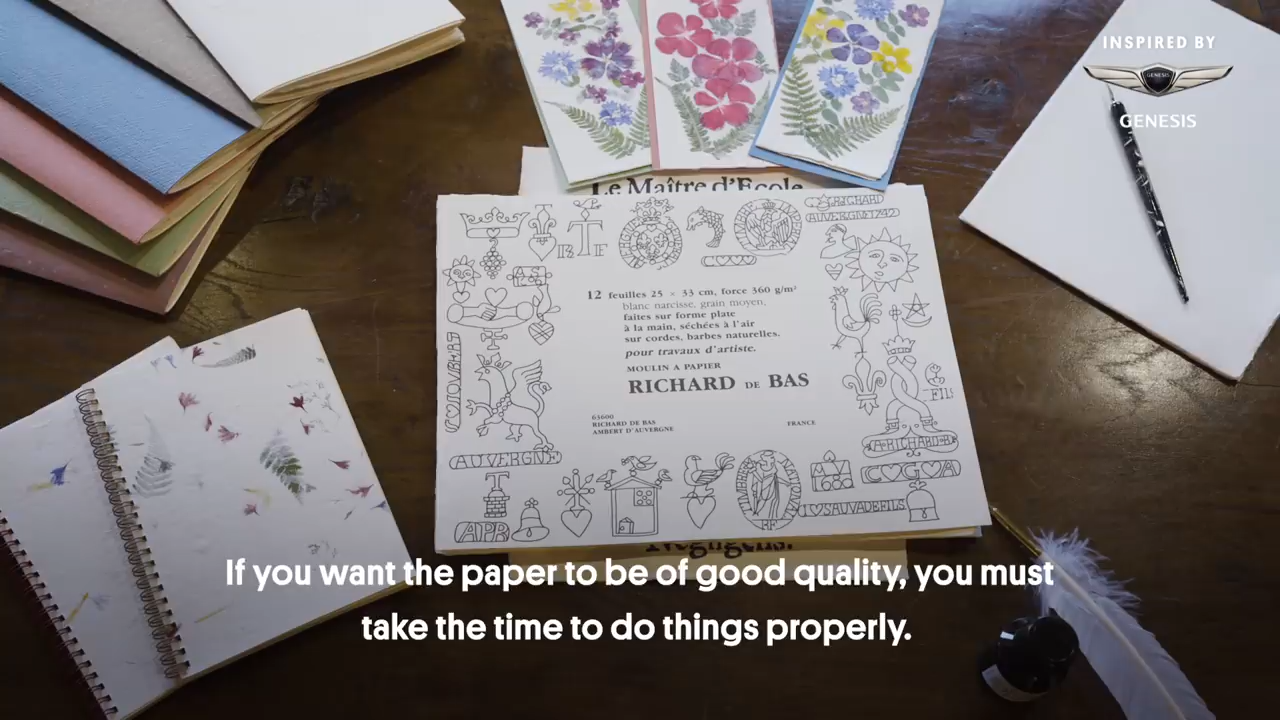 INSPIRED BY
GENESIS
GENESIS
Le Maître d'Ecole
RICHARD
AUVERGNE 1742
12 feuilles 25 × 33 cm, force 360 g/m²
blanc narcisse, grain moyen,
faites sur forme plate
à la main, séchées à l'air
sur cordes, barbes naturelles.
pour travaux d'artiste.
MOULIN A PAPIER
RICHARD DE BAS
63600
RICHARD DE BAS
AMBERT D'AUVERGNE
FRANCE
FILS
A·RICHARD·B
AUVERGNE
If you want the paper to be of good quality, you must
take the time to do things properly.